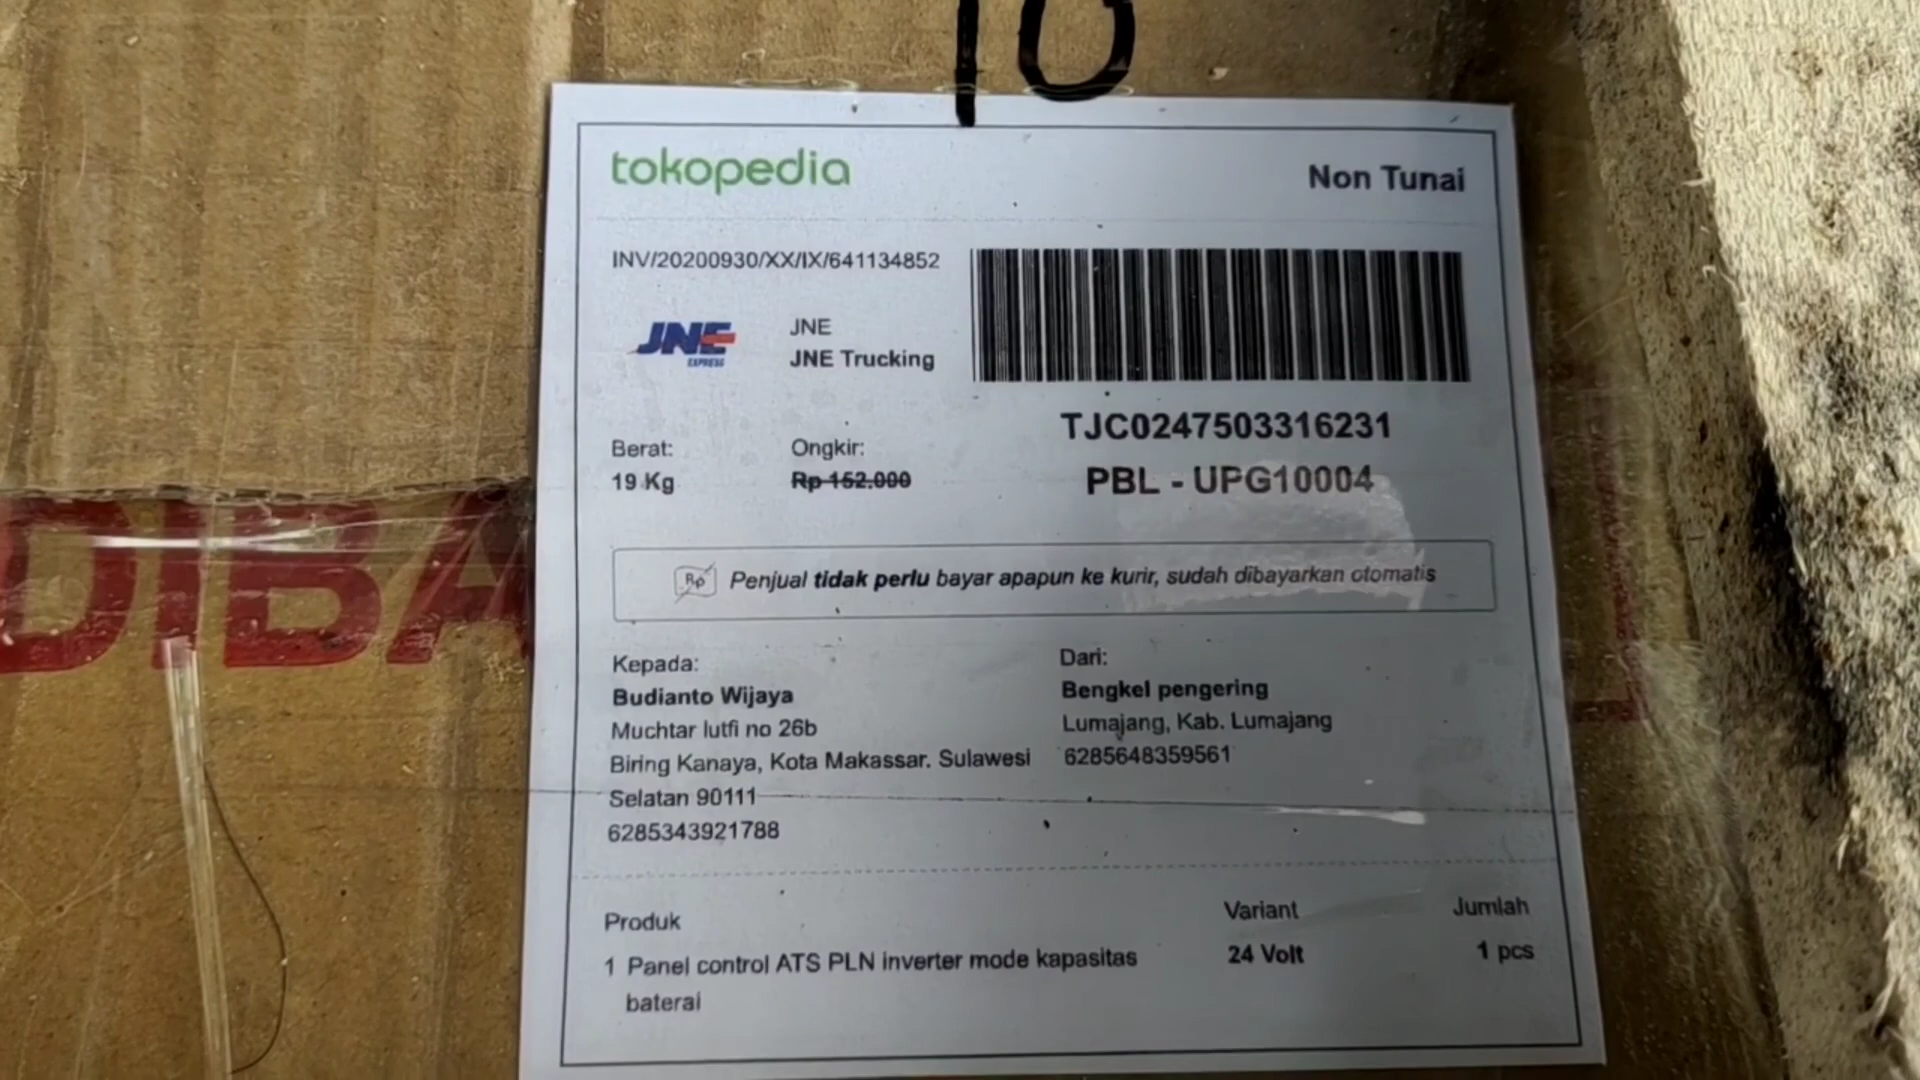 10
tokopedia
Non Tunai
INV/20200930/XX/IX/641134852
JNE
EXPRESS
JNE
JNE Trucking
TJC0247503316231
PBL - UPG10004
Berat:
19 Kg
Ongkir:
Rp 152.000
Rp
Penjual tidak perlu bayar apapun ke kurir, sudah dibayarkan otomatis
Kepada:
Budianto Wijaya
Muchtar lutfi no 26b
Biring Kanaya, Kota Makassar. Sulawesi
Selatan 90111
6285343921788
Dari:
Bengkel pengering
Lumajang, Kab. Lumajang
6285648359561
Produk
Variant
Jumlah
1 Panel control ATS PLN inverter mode kapasitas
baterai
24 Volt
1 pcs
DIBA